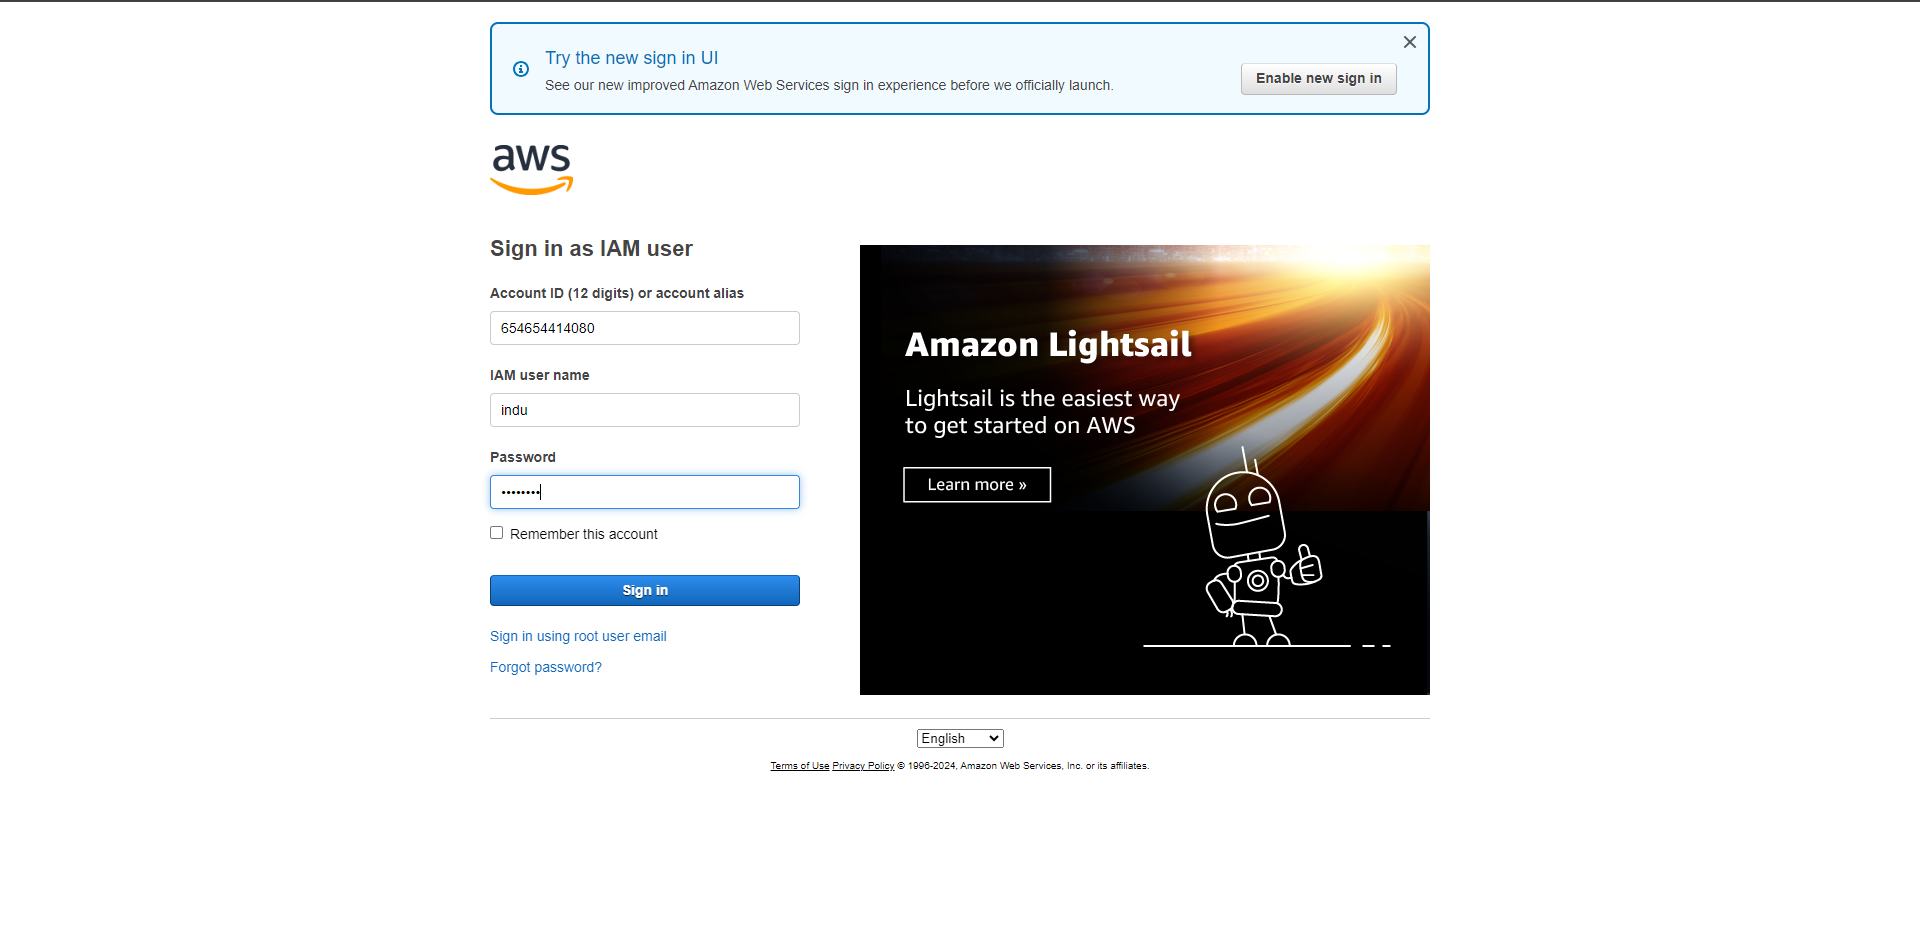 Try the new sign in UI
See our new improved Amazon Web Services sign in experience before we officially launch.
Enable new sign in
aws
Sign in as IAM user
Account ID (12 digits) or account alias
654654414080
IAM user name
indu
Password
••••••••
Remember this account
Sign in
Sign in using root user email
Forgot password?
Amazon Lightsail
Lightsail is the easiest way
to get started on AWS
Learn more »
English
Terms of Use Privacy Policy © 1996-2024, Amazon Web Services, Inc. or its affiliates.